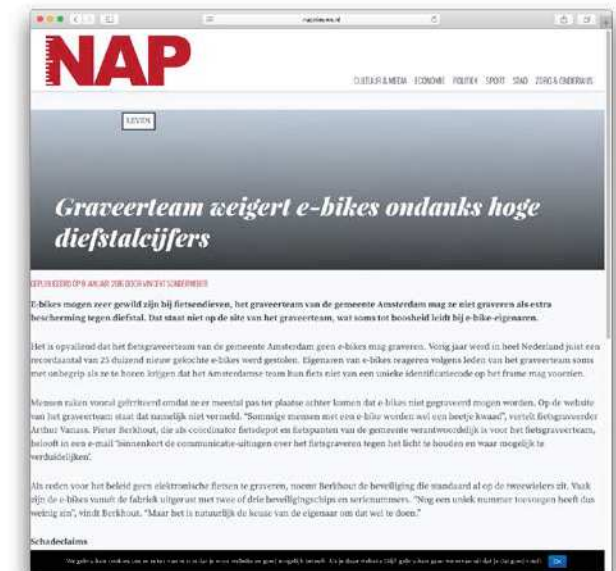 NAP
CULTUUR & MEDIA ECONOMIE POLITIEK SPORT STAD ZORG & ONDERWIJS
LEVEN
Graveerteam weigert e-bikes ondanks hoge
diefstalcijfers
GEPUBLICEERD OP JANUARI 2016 DOOR VINCENT
E-bikes mogen zeer gewild zijn bij fietsendieven, het graveerteam van de gemeente Amsterdam mag ze niet graveren als extra
bescherming tegen diefstal. Dat staat niet op de site van het graveerteam, wat soms tot boosheid leidt bij e-bike-eigenaren.
Het is opvallend dat het fietsgraveerteam van de gemeente Amsterdam geen e-bikes mag graveren. Vorig jaar werd in heel Nederland juist een
recordaantal van 25 duizend nieuw gekochte e-bikes werd gestolen. Eigenaren van e-bikes reageren volgens leden van het graveerteam soms
met onbegrip als ze te horen krijgen dat het Amsterdamse team hun fiets niet van een unieke identificatiecode op het frame mag voorzien.
Mensen raken vooral geïrriteerd omdat ze er meestal pas ter plaatse achter komen dat e-bikes niet gegraveerd mogen worden. Op de website
van het graveerteam staat dat namelijk niet vermeld. “Sommige mensen met een e-bike worden wel een beetje kwaad”, vertelt fietsgraveerder
Arthur Vanass. Pieter Berkhout, die als coördinator fietsdepot en fietspunten van de gemeente verantwoordelijk is voor het fietsgraveerteam,
belooft in een e-mail ‘binnenkort de communicatie-uitingen over het fietsgraveren tegen het licht te houden en waar mogelijk te
verduidelijken’.
Als reden voor het beleid geen elektronische fietsen te graveren, noemt Berkhout de beveiliging die standaard al op de tweewielers zit. Vaak
zijn de e-bikes vanuit de fabriek uitgerust met twee of drie beveiligingschips en serienummers. “Nog een uniek nummer toevoegen heeft dus
weinig zin”, vindt Berkhout. “Maar het is natuurlijk de keuze van de eigenaar om dat wel te doen.”
Schadeclaims